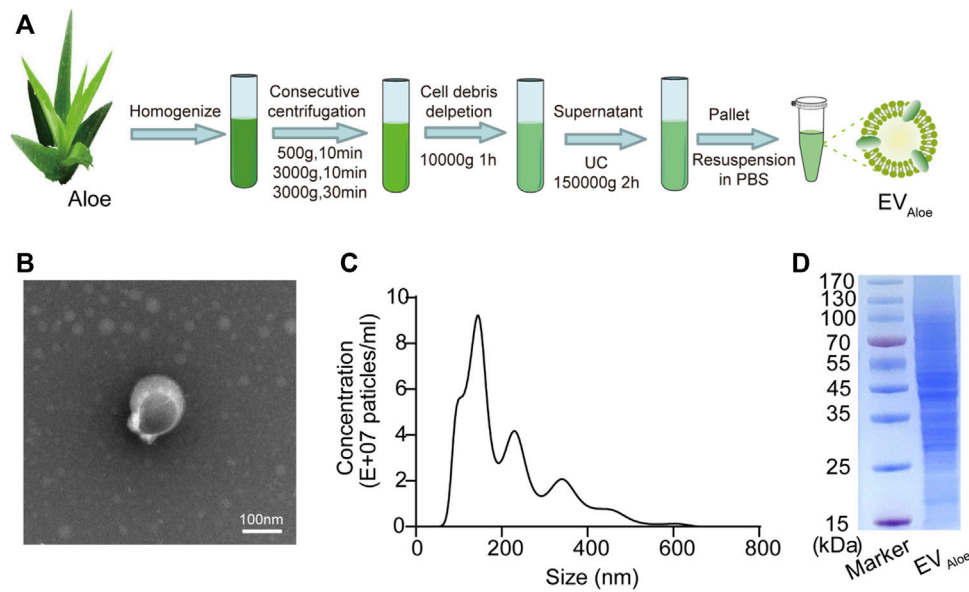 A
Aloe
Homogenize
Consecutive
centrifugation
500g,10min
3000g,10min
3000g,30min
Cell debris
delpetion
10000g 1h
Supernatant
UC
150000g 2h
Pallet
Resuspension
in PBS
EV Aloe
B
100nm
C
Concentration
(E+07 paticles/ml)
10
8
6
4
2
0
0 200 400 600 800
Size (nm)
D
170
130
100
70
55
45
35
25
15
(kDa)
Marker
EV Aloe